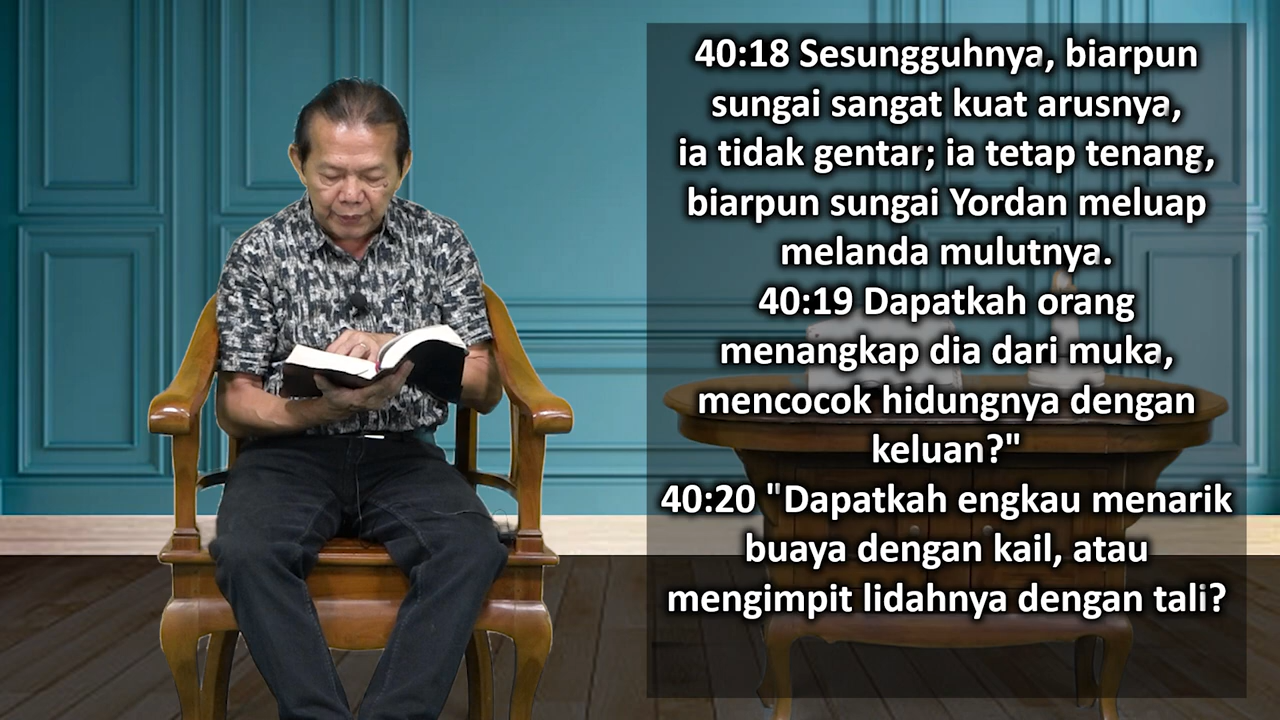 40:18 Sesungguhnya, biarpun
sungai sangat kuat arusnya,
ia tidak gentar; ia tetap tenang,
biarpun sungai Yordan meluap
melanda mulutnya.
40:19 Dapatkah orang
menangkap dia dari muka,
mencocok hidungnya dengan
keluan?"
40:20 "Dapatkah engkau menarik
buaya dengan kail, atau
mengimpit lidahnya dengan tali?